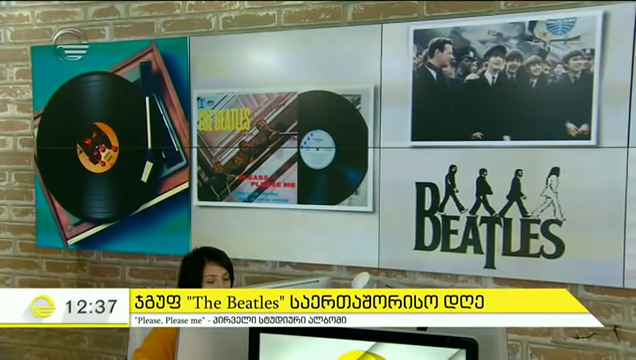 THE BEATLES
PLEASE
PLEASE ME
BEATLES
12:37
ჯგუფ "The Beatles" საერთაშორისო დღე
"Please, Please me" - პირველი სტუდიური ალბომი